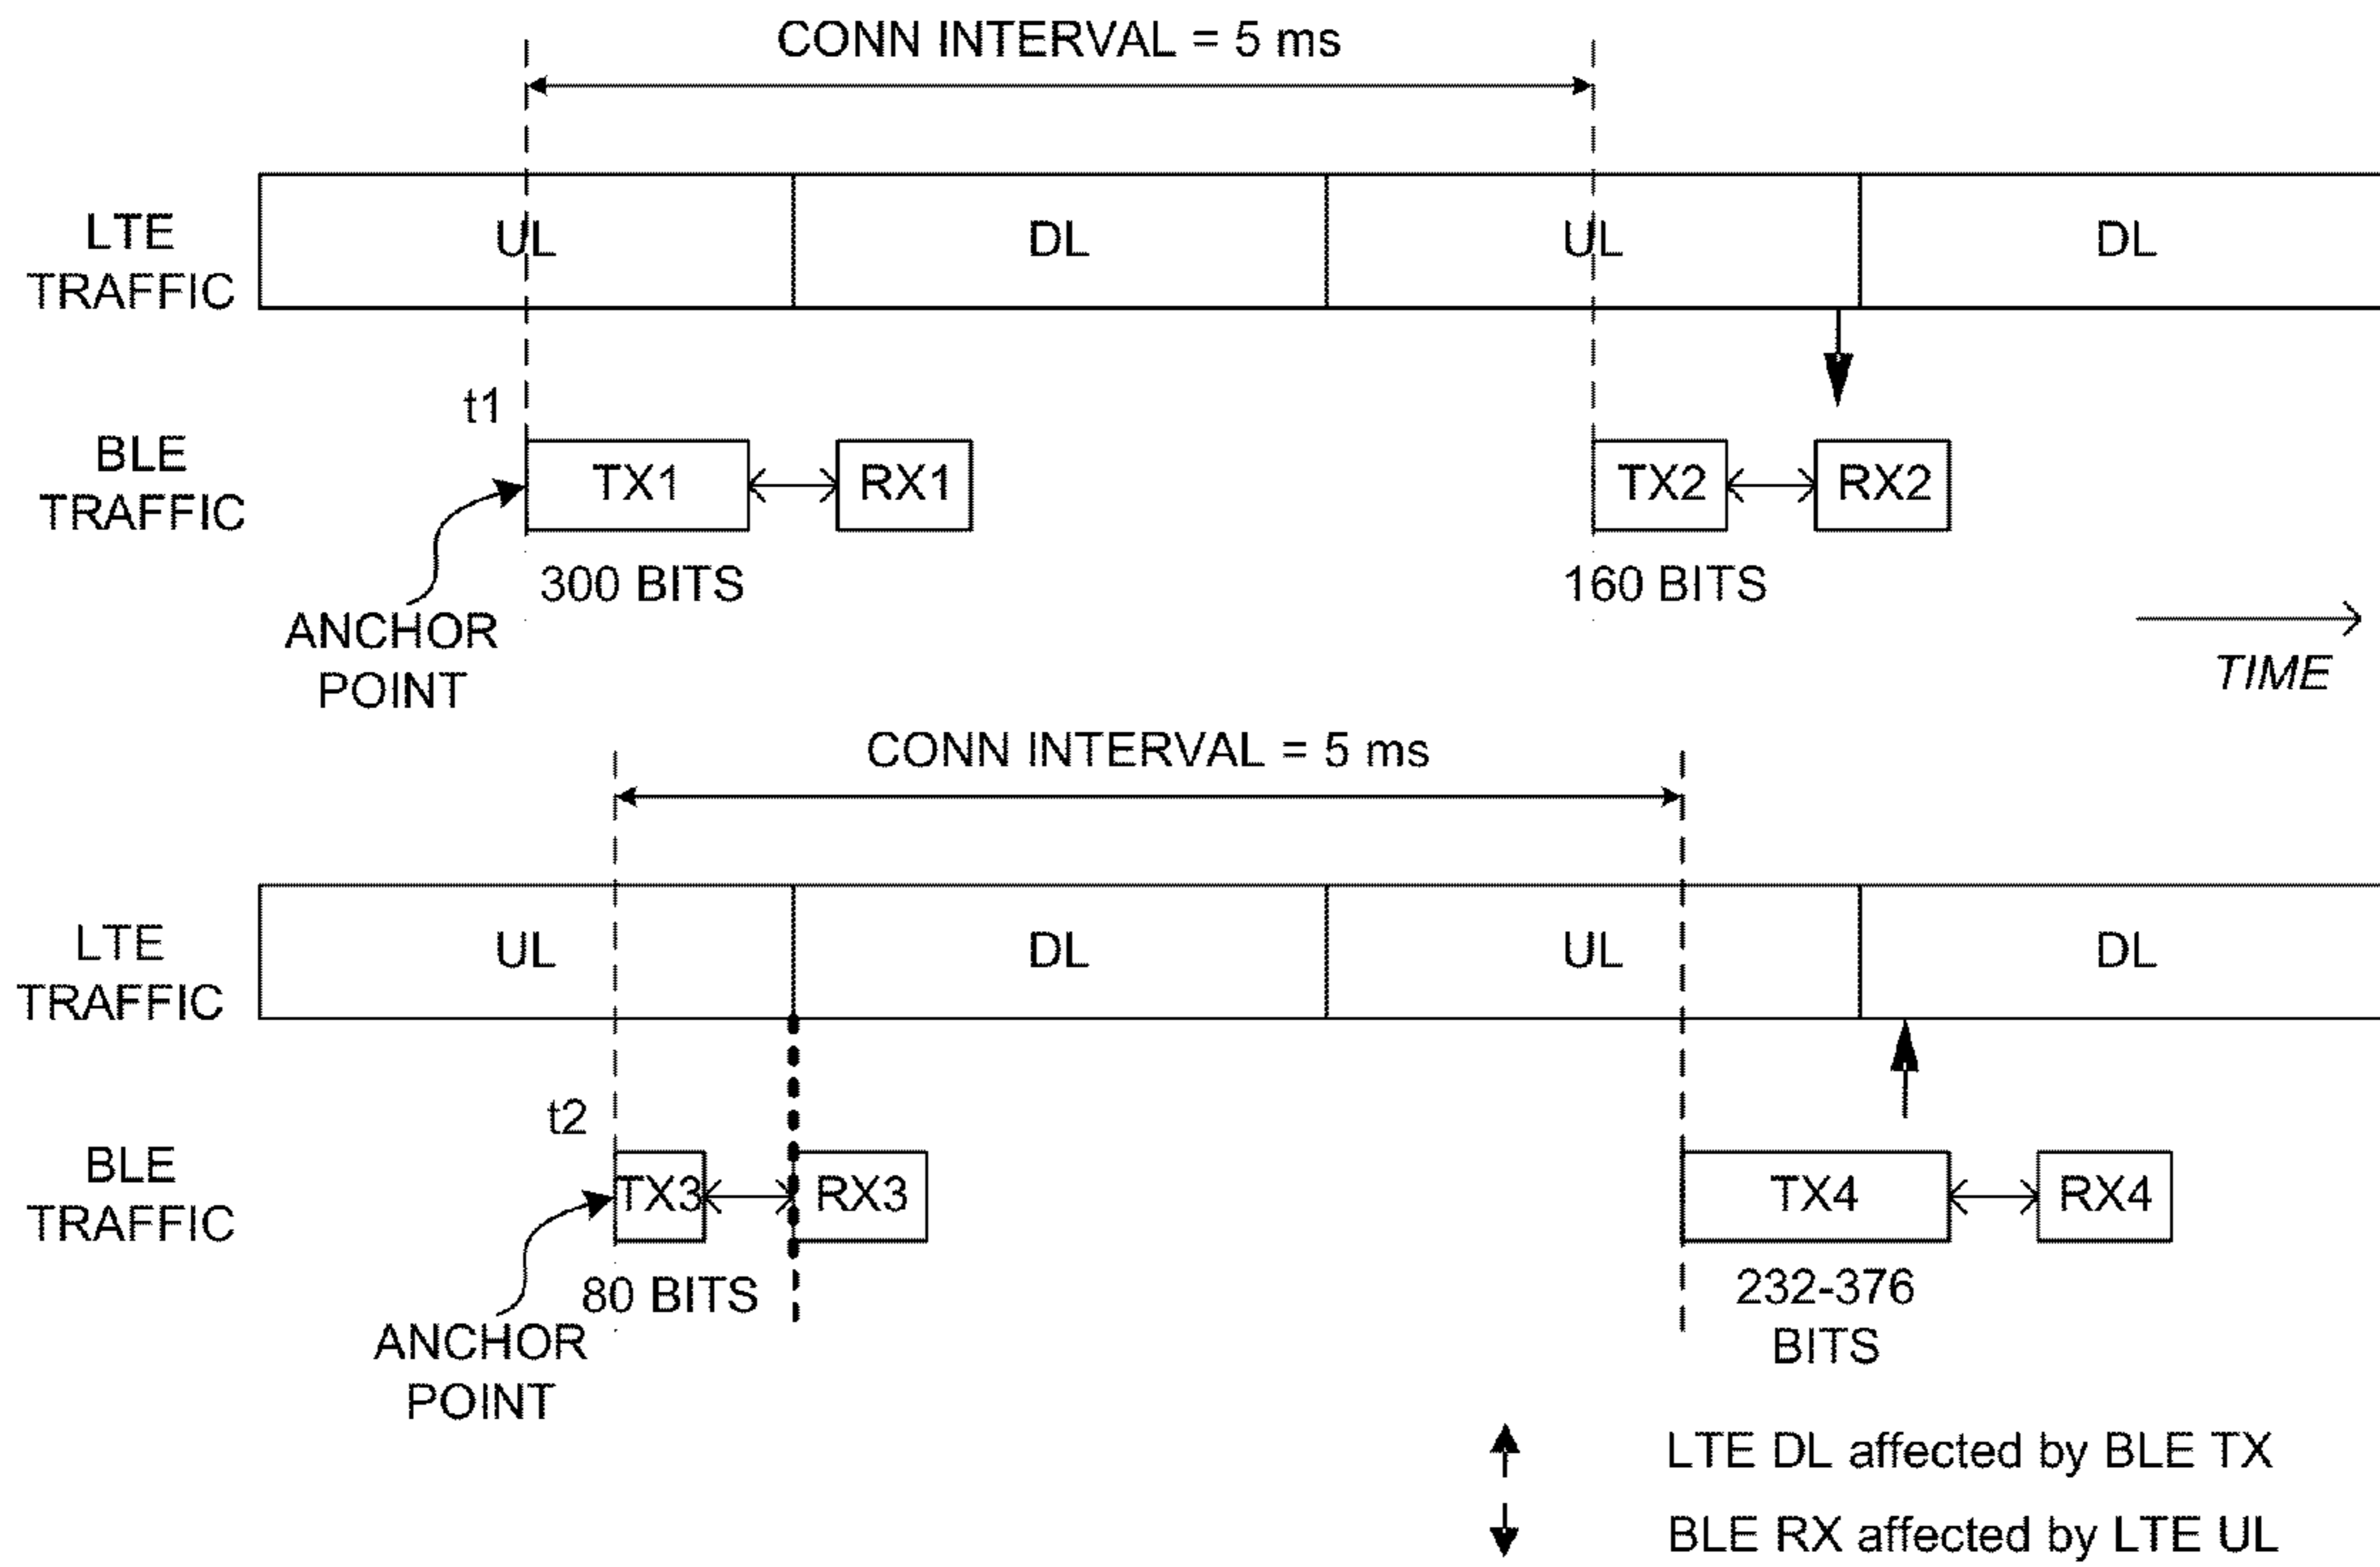 CONN INTERVAL = 5 ms
LTE
TRAFFIC
UL
DL
UL
DL
t1
BLE
TRAFFIC
TX1
RX1
TX2
RX2
300 BITS
160 BITS
ANCHOR
POINT
TIME
CONN INTERVAL = 5 ms
LTE
TRAFFIC
UL
DL
UL
DL
t2
BLE
TRAFFIC
TX3
RX3
TX4
RX4
80 BITS
232-376
BITS
ANCHOR
POINT
LTE DL affected by BLE TX
BLE RX affected by LTE UL